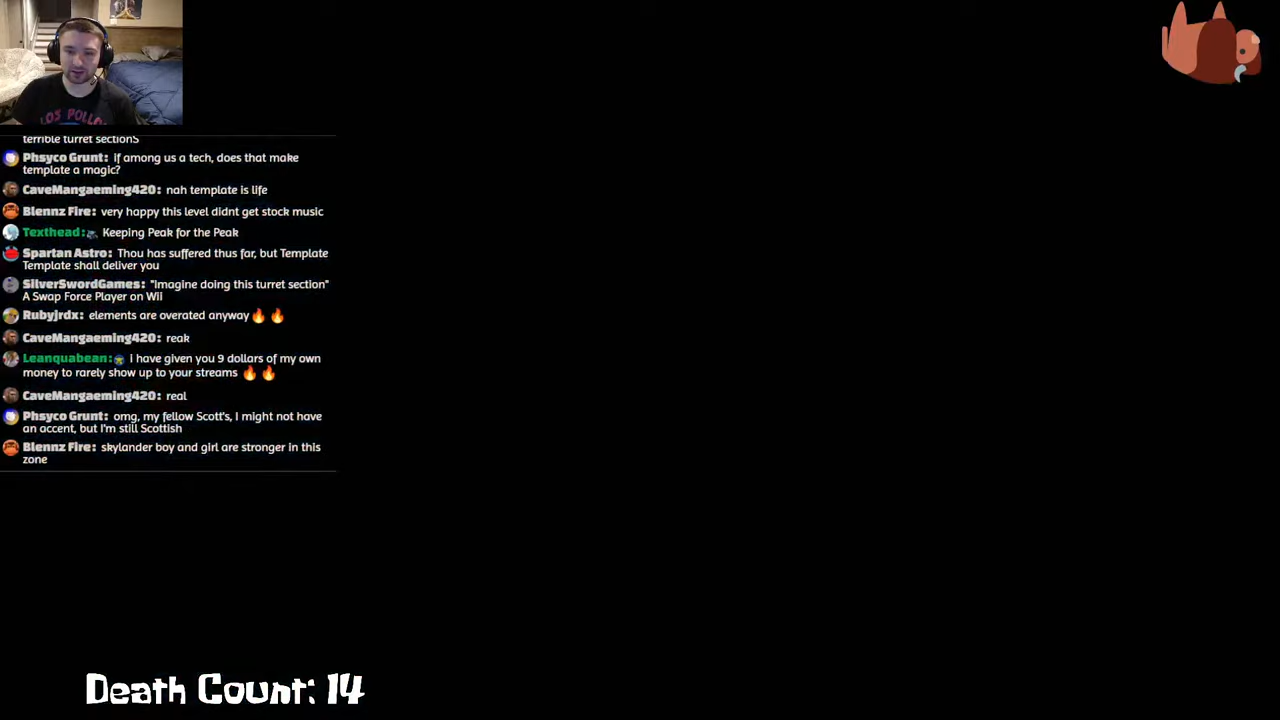 LOS POLLO
terrible turret sectionS
Phsyco Grunt: if among us a tech, does that make
template a magic?
CaveMangaeming420: nah template is life
Blennz Fire: very happy this level didnt get stock music
Texthead: Keeping Peak for the Peak
Spartan Astro: Thou has suffered thus far, but Template
Template shall deliver you
SilverSwordGames: "Imagine doing this turret section"
A Swap Force Player on Wii
Rubyjrdx: elements are overated anyway🔥 🔥
CaveMangaeming420: reak
Leanquabean: i have given you 9 dollars of my own
money to rarely show up to your streams 🔥 🔥
CaveMangaeming420: real
Phsyco Grunt: omg, my fellow Scott's, I might not have
an accent, but I'm still Scottish
Blennz Fire: skylander boy and girl are stronger in this
zone
Death Count: 14